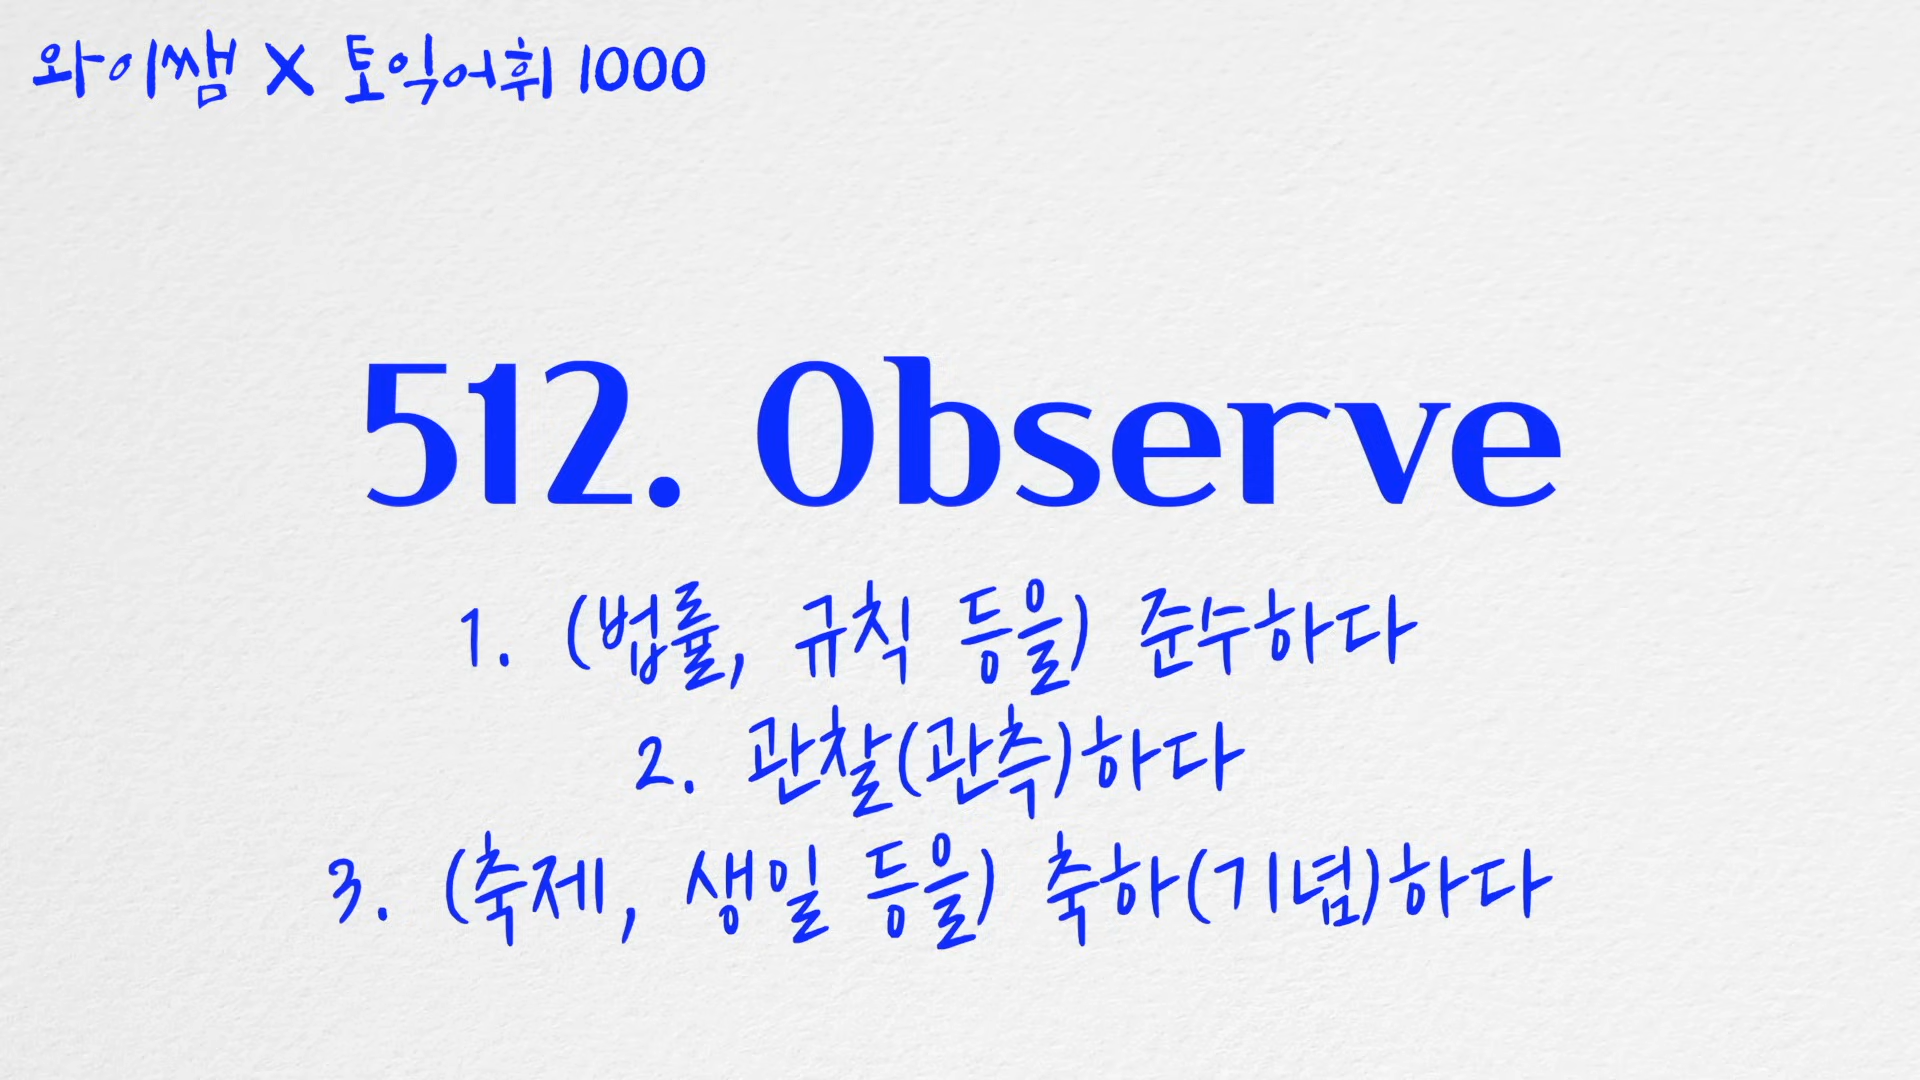 와이쌤 X 토익어휘 1000
512. Observe
1. (법률, 규칙 등을) 준수하다
2. 관찰(관측)하다
3. (축제, 생일 등을) 축하(기념)하다